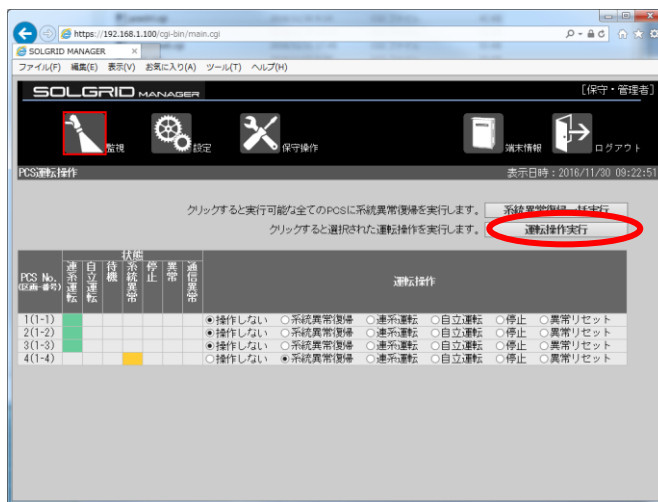 https://192.168.1.100/cgi-bin/main.cgi
SOLGRID MANAGER ×
ファイル(F) 編集(E) 表示(V) お気に入り(A) ツール(T) ヘルプ(H)
SOLGRID MANAGER [保守・管理者]
監視 設定 保守操作 端末情報 ログアウト
PCS運転操作 表示日時：2016/11/30 09:22:51
クリックすると実行可能な全てのPCSに系統異常復帰を実行します。 系統異常復帰一括実行
クリックすると選択された運転操作を実行します。 運転操作実行
状態
PCS No. (区画-番号) 連系運転 自立運転 待機 系統異常 停止 異常 通信異常 運転操作
1(1-1) 操作しない 系統異常復帰 連系運転 自立運転 停止 異常リセット
2(1-2) 操作しない 系統異常復帰 連系運転 自立運転 停止 異常リセット
3(1-3) 操作しない 系統異常復帰 連系運転 自立運転 停止 異常リセット
4(1-4) 操作しない 系統異常復帰 連系運転 自立運転 停止 異常リセット